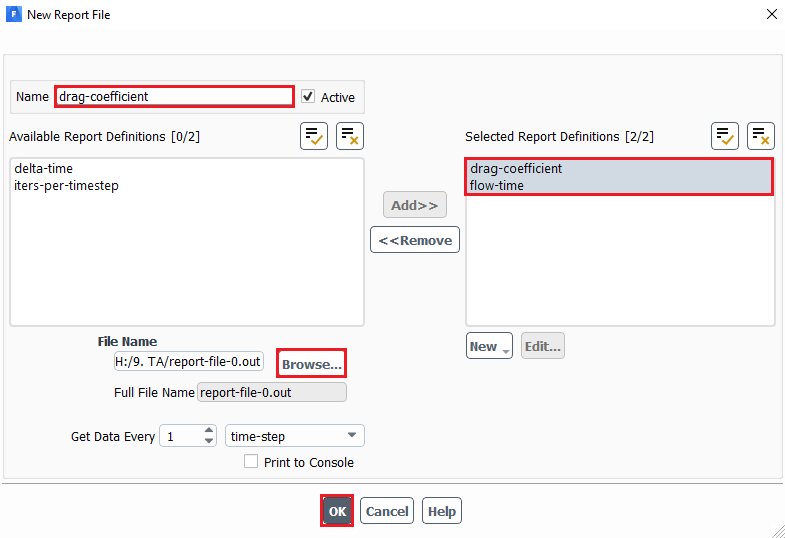 F New Report File
Name drag-coefficient Active
Available Report Definitions [0/2]
Selected Report Definitions [2/2]
delta-time
iters-per-timestep
drag-coefficient
flow-time
Add>>
<<Remove
File Name
H:/9. TA/report-file-0.out Browse...
New Edit...
Full File Name report-file-0.out
Get Data Every 1 time-step
Print to Console
OK Cancel Help